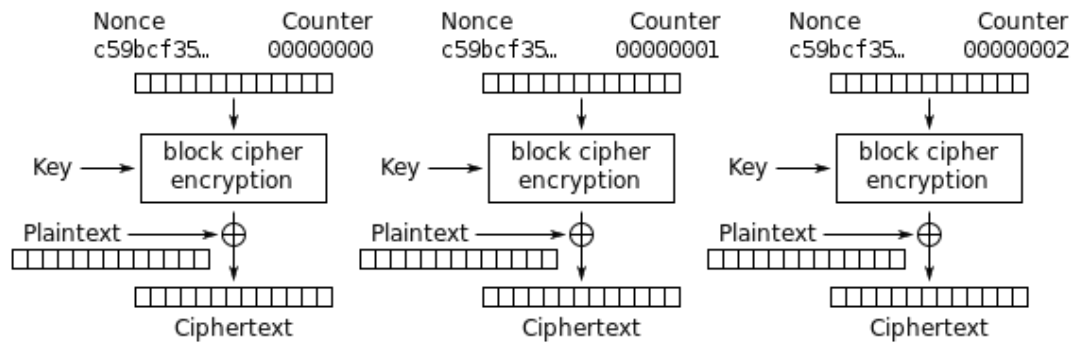 Nonce Counter Nonce Counter Nonce Counter
c59bcf35… 00000000 c59bcf35… 00000001 c59bcf35… 00000002
Key block cipher encryption Key block cipher encryption Key block cipher encryption
Plaintext Plaintext Plaintext
Ciphertext Ciphertext Ciphertext